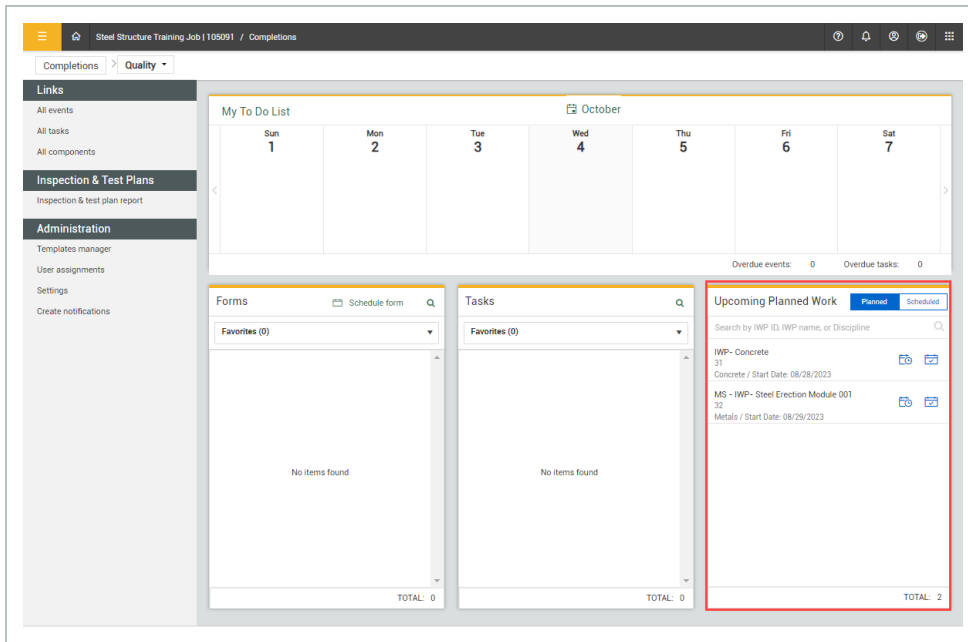 Steel Structure Training Job | 105091 / Completions
Completions > Quality
Links
All events
All tasks
All components
Inspection & Test Plans
Inspection & test plan report
Administration
Templates manager
User assignments
Settings
Create notifications
My To Do List
October
Sun Mon Tue Wed Thu Fri Sat
1 2 3 4 5 6 7
Overdue events: 0 Overdue tasks: 0
Forms
Schedule form
Favorites (0)
No items found
TOTAL: 0
Tasks
Favorites (0)
No items found
TOTAL: 0
Upcoming Planned Work
Planned Scheduled
Search by IWP ID, IWP name, or Discipline
IWP- Concrete
31
Concrete / Start Date: 08/28/2023
MS - IWP- Steel Erection Module 001
32
Metals / Start Date: 08/29/2023
TOTAL: 2